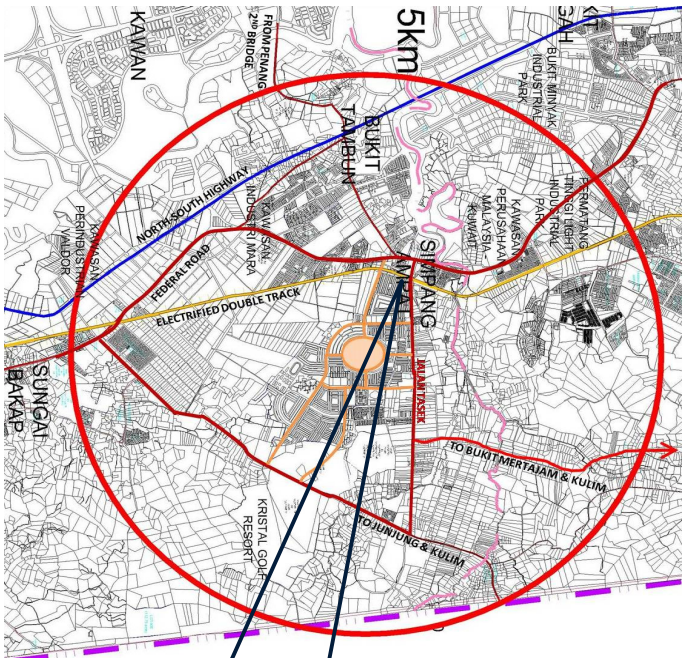 KAWAN
FROM PENANG
2ND BRIDGE
5km
BUKIT MINYAK
INDUSTRIAL
PARK
BUKIT
TAMBUN
NORTH-SOUTH HIGHWAY
KAWASAN
INDUSTRI MARA
KAWASAN
PERUSAHAAN
MALAYSIA -
KUWAIT
PERMATANG
TINGGI LIGHT
INDUSTRIAL
PARK
KAWASAN
PERINDUSTRIAN
VALDOR
FEDERAL ROAD
SIMPANG
AMPAT
ELECTRIFIED DOUBLE TRACK
SUNGAI
BAKAP
JALAN TASEK
TO BUKIT MERTAJAM & KULIM
KRISTAL GOLF
RESORT
TO JUNJUNG & KULIM